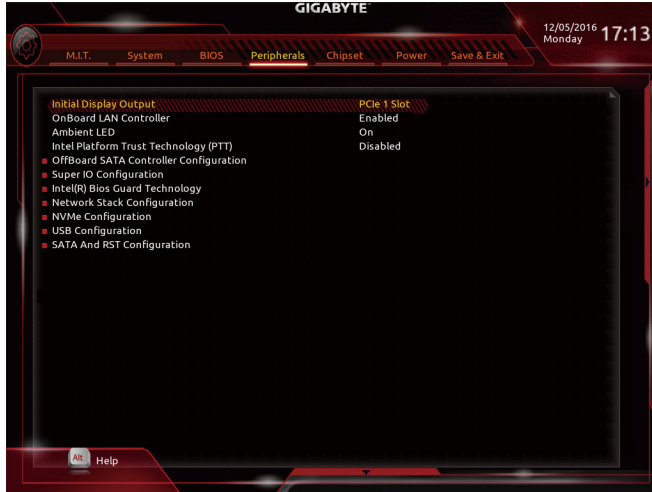 GIGABYTE
12/05/2016 Monday 17:13
M.I.T. System BIOS Peripherals Chipset Power Save & Exit
Initial Display Output PCIe 1 Slot
OnBoard LAN Controller Enabled
Ambient LED On
Intel Platform Trust Technology (PTT) Disabled
OffBoard SATA Controller Configuration
Super IO Configuration
Intel(R) Bios Guard Technology
Network Stack Configuration
NVMe Configuration
USB Configuration
SATA And RST Configuration
Alt Help